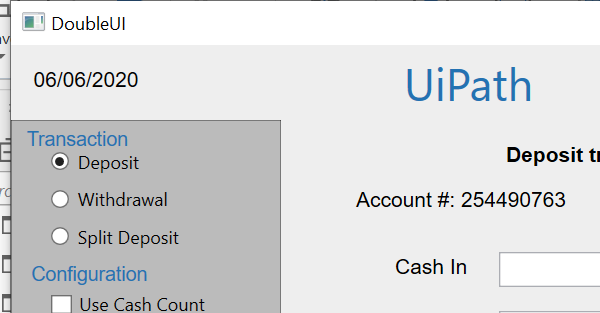 DoubleUI
06/06/2020
UiPath
Transaction
Deposit
Withdrawal
Split Deposit
Configuration
Use Cash Count
Deposit
Account #: 254490763
Cash In